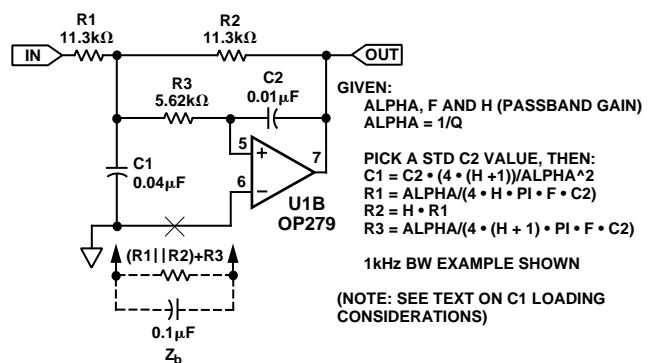 R1
11.3kΩ
R2
11.3kΩ
IN
OUT
R3
5.62kΩ
C2
0.01µF
5
+
6
–
7
U1B
OP279
C1
0.04µF
(R1||R2)+R3
0.1µF
Zb
GIVEN:
ALPHA, F AND H (PASSBAND GAIN)
ALPHA = 1/Q
PICK A STD C2 VALUE, THEN:
C1 = C2 • (4 • (H +1))/ALPHA^2
R1 = ALPHA/(4 • H • PI • F • C2)
R2 = H • R1
R3 = ALPHA/(4 • (H + 1) • PI • F • C2)
1kHz BW EXAMPLE SHOWN
(NOTE: SEE TEXT ON C1 LOADING
CONSIDERATIONS)